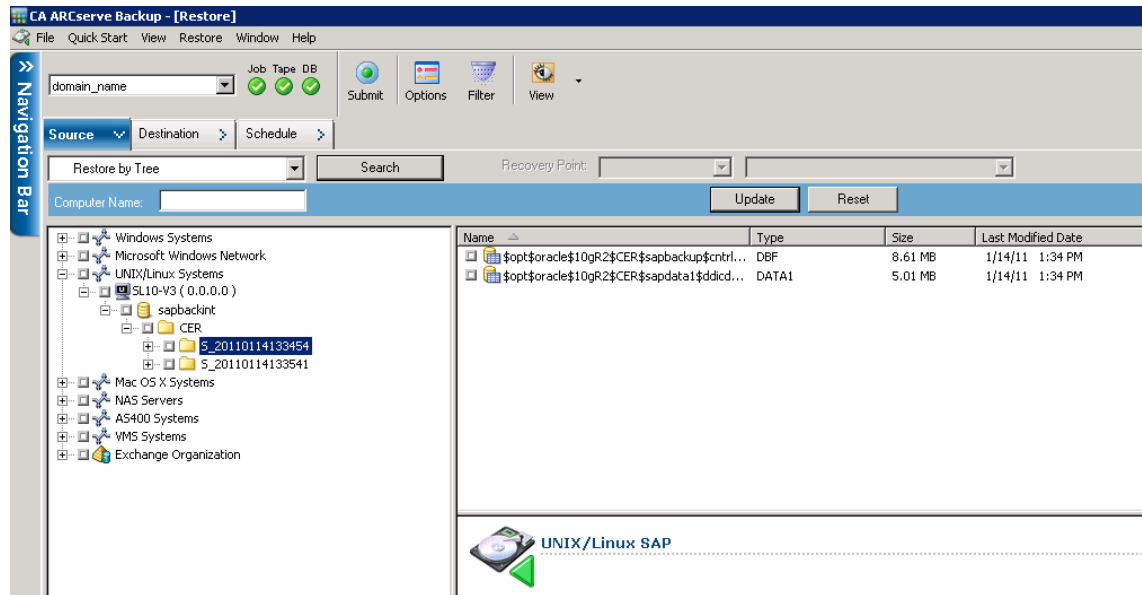 CA ARCserve Backup - [Restore]
File Quick Start View Restore Window Help
» Navigation Bar
domain_name
Job Tape DB
Submit Options Filter View
Source Destination Schedule
Restore by Tree Search Recovery Point:
Computer Name: Update Reset
Windows Systems
Microsoft Windows Network
UNIX/Linux Systems
SL10-V3 ( 0.0.0.0 )
sapbackint
CER
S_20110114133454
S_20110114133541
Mac OS X Systems
NAS Servers
AS400 Systems
VMS Systems
Exchange Organization
Name Type Size Last Modified Date
$opt$oracle$10gR2$CER$sapbackup$cntrl... DBF 8.61 MB 1/14/11 1:34 PM
$opt$oracle$10gR2$CER$sapdata1$ddicd... DATA1 5.01 MB 1/14/11 1:34 PM
UNIX/Linux SAP